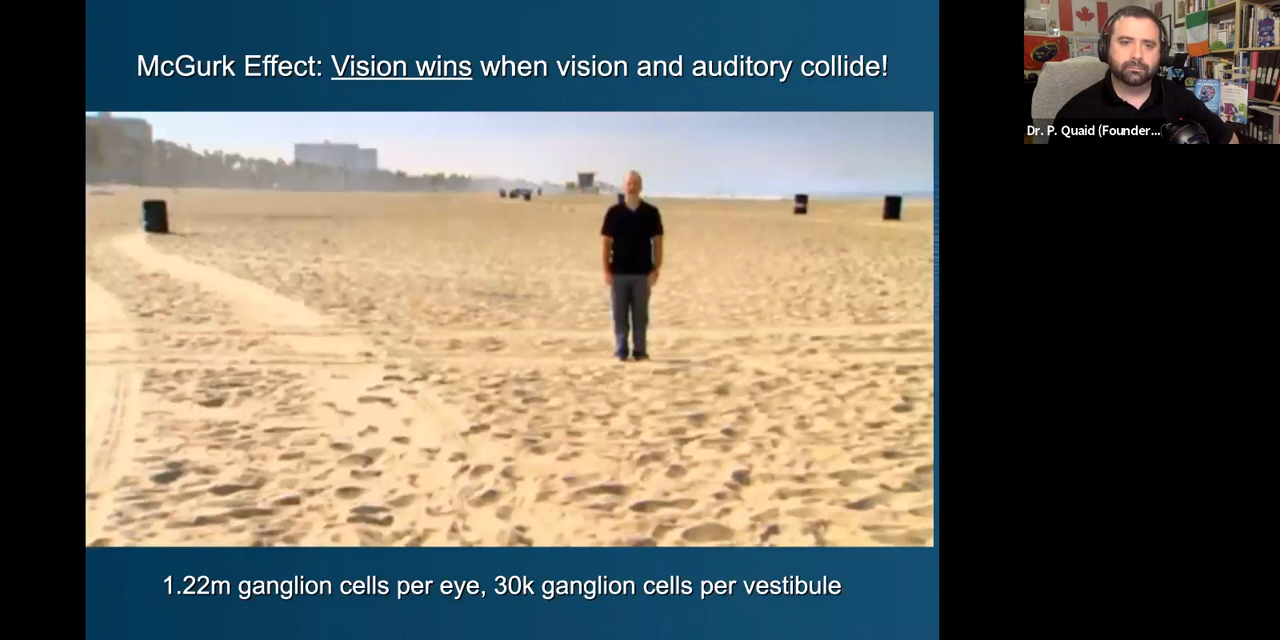 McGurk Effect: Vision wins when vision and auditory collide!
Dr. P. Quaid (Founder...
1.22m ganglion cells per eye, 30k ganglion cells per vestibule